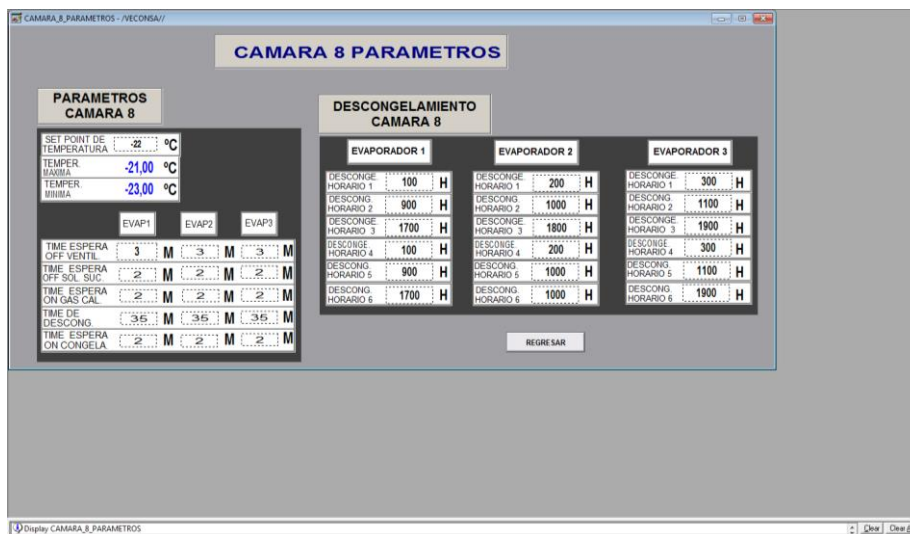 CAMARA_8_PARAMETROS - /VECONSA//
CAMARA 8 PARAMETROS
PARAMETROS
CAMARA 8
SET POINT DE
TEMPERATURA
-22 ºC
TEMPER.
MAXIMA
-21,00 ºC
TEMPER.
MINIMA
-23,00 ºC
EVAP1 EVAP2 EVAP3
TIME ESPERA
OFF VENTIL.
3 M 3 M 3 M
TIME ESPERA
OFF SOL. SUC.
2 M 2 M 2 M
TIME ESPERA
ON GAS CAL.
2 M 2 M 2 M
TIME DE
DESCONG.
35 M 35 M 35 M
TIME ESPERA
ON CONGELA.
2 M 2 M 2 M
DESCONGELAMIENTO
CAMARA 8
EVAPORADOR 1
DESCONGE.
HORARIO 1
100 H
DESCONG.
HORARIO 2
900 H
DESCONGE.
HORARIO 3
1700 H
DESCONGE.
HORARIO 4
100 H
DESCONG.
HORARIO 5
900 H
DESCONG.
HORARIO 6
1700 H
EVAPORADOR 2
DESCONGE.
HORARIO 1
200 H
DESCONG.
HORARIO 2
1000 H
DESCONGE.
HORARIO 3
1800 H
DESCONGE.
HORARIO 4
200 H
DESCONG.
HORARIO 5
1000 H
DESCONG.
HORARIO 6
1000 H
EVAPORADOR 3
DESCONGE.
HORARIO 1
300 H
DESCONG.
HORARIO 2
1100 H
DESCONGE.
HORARIO 3
1900 H
DESCONGE.
HORARIO 4
300 H
DESCONG.
HORARIO 5
1100 H
DESCONG.
HORARIO 6
1900 H
REGRESAR
Display CAMARA_8_PARAMETROS
Clear Clear A